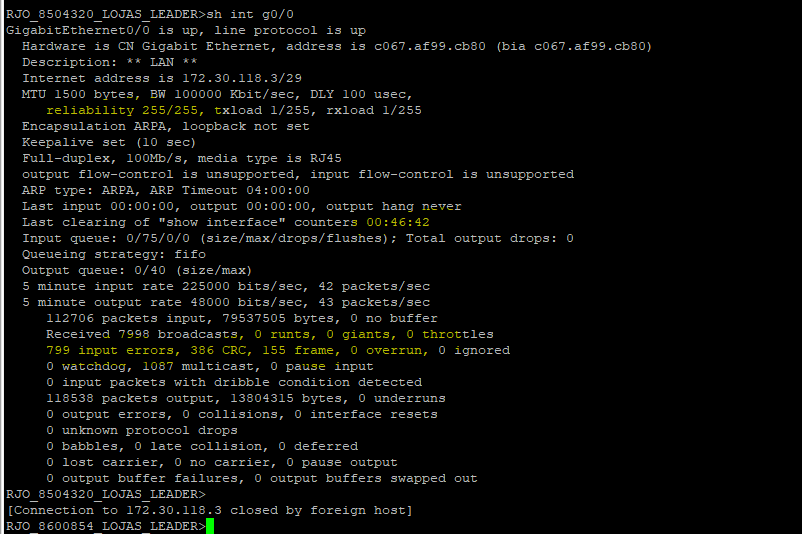 RJO_8504320_LOJAS_LEADER>sh int g0/0
GigabitEthernet0/0 is up, line protocol is up
  Hardware is CN Gigabit Ethernet, address is c067.af99.cb80 (bia c067.af99.cb80)
  Description: ** LAN **
  Internet address is 172.30.118.3/29
  MTU 1500 bytes, BW 100000 Kbit/sec, DLY 100 usec,
     reliability 255/255, txload 1/255, rxload 1/255
  Encapsulation ARPA, loopback not set
  Keepalive set (10 sec)
  Full-duplex, 100Mb/s, media type is RJ45
  output flow-control is unsupported, input flow-control is unsupported
  ARP type: ARPA, ARP Timeout 04:00:00
  Last input 00:00:00, output 00:00:00, output hang never
  Last clearing of "show interface" counters 00:46:42
  Input queue: 0/75/0/0 (size/max/drops/flushes); Total output drops: 0
  Queueing strategy: fifo
  Output queue: 0/40 (size/max)
  5 minute input rate 225000 bits/sec, 42 packets/sec
  5 minute output rate 48000 bits/sec, 43 packets/sec
     112706 packets input, 79537505 bytes, 0 no buffer
     Received 7998 broadcasts, 0 runts, 0 giants, 0 throttles
     799 input errors, 386 CRC, 155 frame, 0 overrun, 0 ignored
     0 watchdog, 1087 multicast, 0 pause input
     0 input packets with dribble condition detected
     118538 packets output, 13804315 bytes, 0 underruns
     0 output errors, 0 collisions, 0 interface resets
     0 unknown protocol drops
     0 babbles, 0 late collision, 0 deferred
     0 lost carrier, 0 no carrier, 0 pause output
     0 output buffer failures, 0 output buffers swapped out
RJO_8504320_LOJAS_LEADER>
[Connection to 172.30.118.3 closed by foreign host]
RJO_8600854_LOJAS_LEADER>